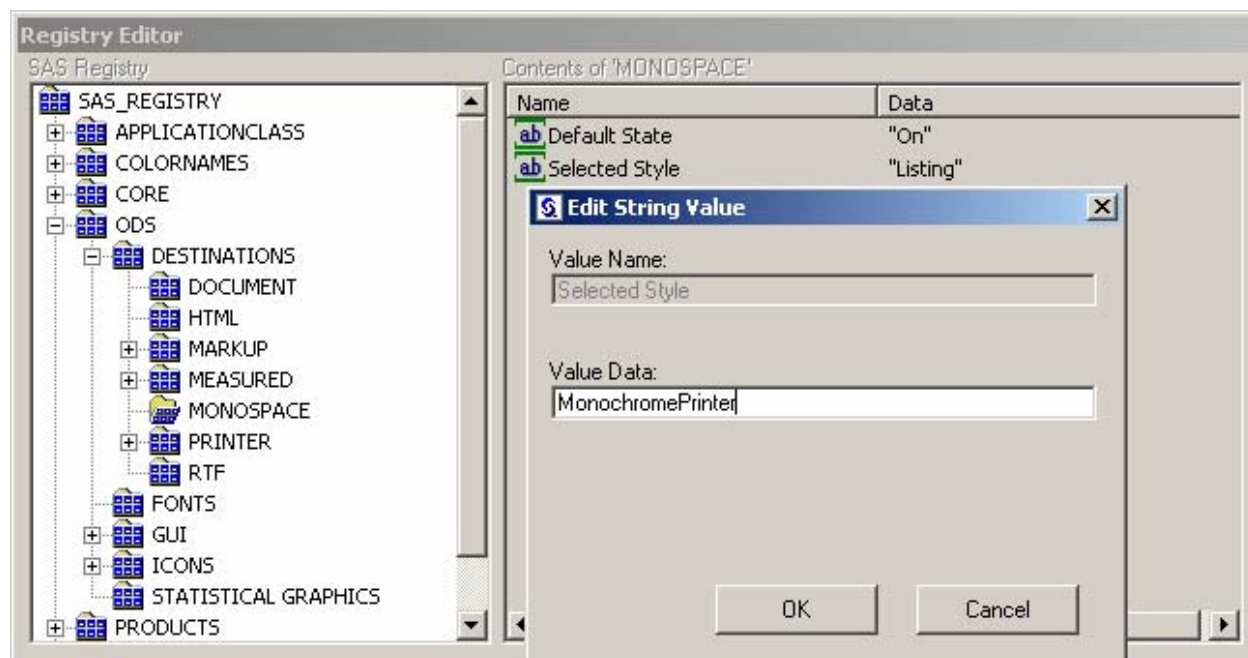 Registry Editor
SAS Registry
SAS_REGISTRY
APPLICATIONCLASS
COLORNAMES
CORE
ODS
DESTINATIONS
DOCUMENT
HTML
MARKUP
MEASURED
MONOSPACE
PRINTER
RTF
FONTS
GUI
ICONS
STATISTICAL GRAPHICS
PRODUCTS
Contents of 'MONOSPACE'
Name Data
ab Default State "On"
ab Selected Style "Listing"
Edit String Value
Value Name:
Selected Style
Value Data:
MonochromePrinter
OK Cancel